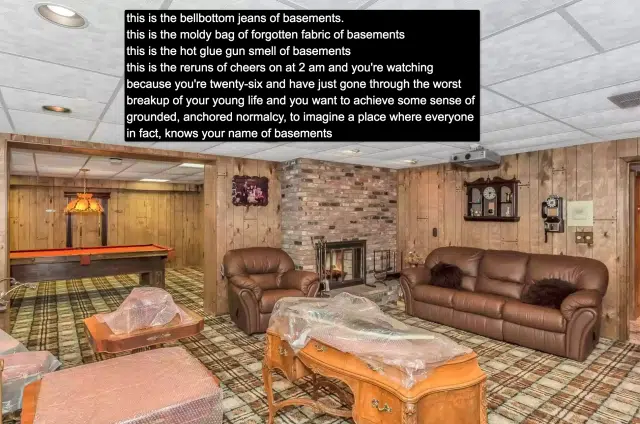 this is the bellbottom jeans of basements.
this is the moldy bag of forgotten fabric of basements
this is the hot glue gun smell of basements
this is the reruns of cheers on at 2 am and you're watching
because you're twenty-six and have just gone through the worst
breakup of your young life and you want to achieve some sense of
grounded, anchored normalcy, to imagine a place where everyone
in fact, knows your name of basements